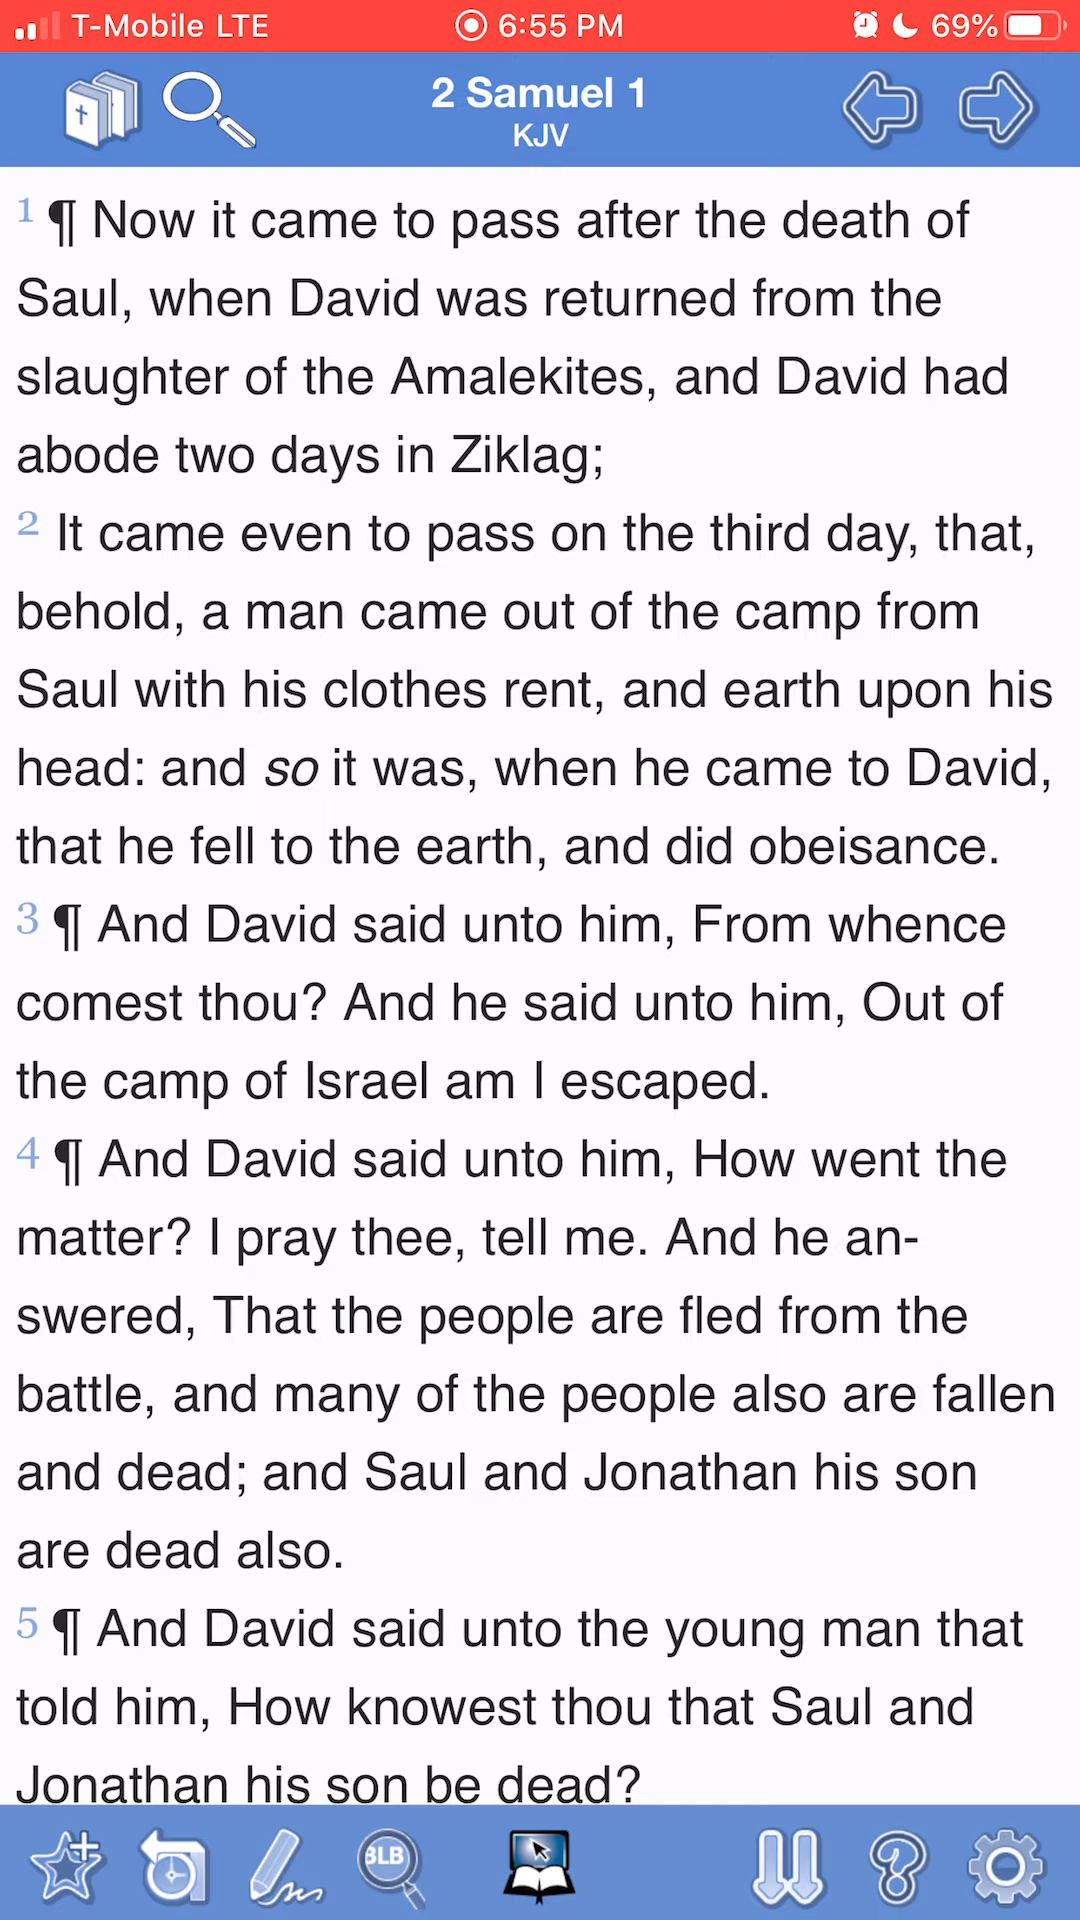 T-Mobile LTE 6:55 PM 69%
2 Samuel 1
KJV
1 ¶ Now it came to pass after the death of
Saul, when David was returned from the
slaughter of the Amalekites, and David had
abode two days in Ziklag;
2 It came even to pass on the third day, that,
behold, a man came out of the camp from
Saul with his clothes rent, and earth upon his
head: and so it was, when he came to David,
that he fell to the earth, and did obeisance.
3 ¶ And David said unto him, From whence
comest thou? And he said unto him, Out of
the camp of Israel am I escaped.
4 ¶ And David said unto him, How went the
matter? I pray thee, tell me. And he an-
swered, That the people are fled from the
battle, and many of the people also are fallen
and dead; and Saul and Jonathan his son
are dead also.
5 ¶ And David said unto the young man that
told him, How knowest thou that Saul and
Jonathan his son be dead?
BLB